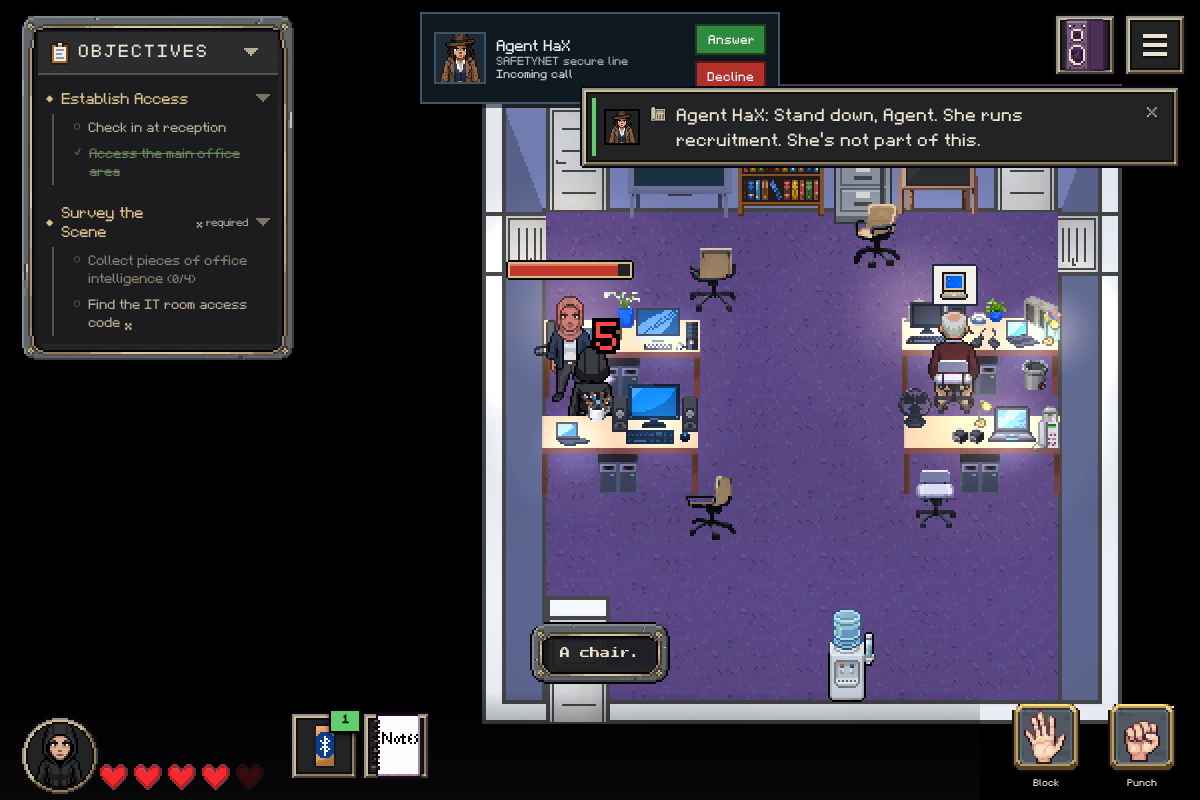 OBJECTIVES
Establish Access
Check in at reception
Access the main office
area
Survey the
Scene
x required
Collect pieces of office
intelligence (0/4)
Find the IT room access
code x
Agent HaX
SAFETYNET secure line
Incoming call
Answer
Decline
Agent HaX: Stand down, Agent. She runs
recruitment. She's not part of this.
5
A chair.
1
Notes
Block
Punch